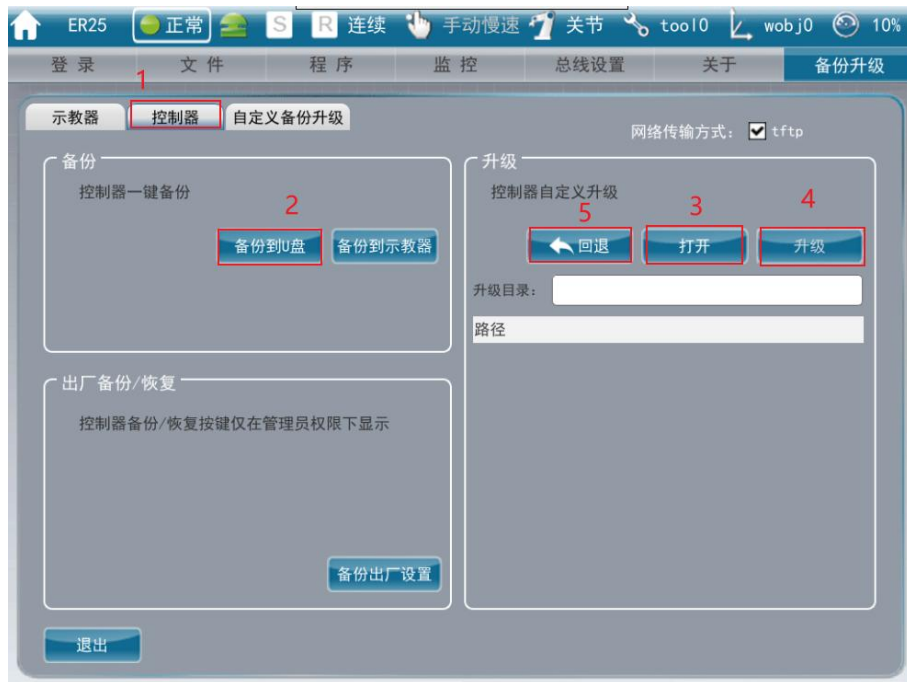 ER25 正常 S R 连续 手动慢速 关节 tool0 wobj0 10%
登录 文件 程序 监控 总线设置 关于 备份升级
1
示教器 控制器 自定义备份升级
网络传输方式: tftp
备份
控制器一键备份
2
备份到U盘 备份到示教器
升级
控制器自定义升级
5 3 4
回退 打开 升级
升级目录:
路径
出厂备份/恢复
控制器备份/恢复按键仅在管理员权限下显示
备份出厂设置
退出